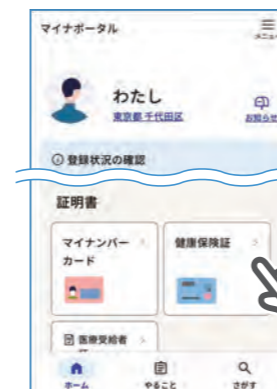 マイナポータル
メニュー
わたし
東京都 千代田区
お知らせ
登録状況の確認
証明書
マイナンバー
カード
健康保険証
医療受給者
ホーム
やること
さがす